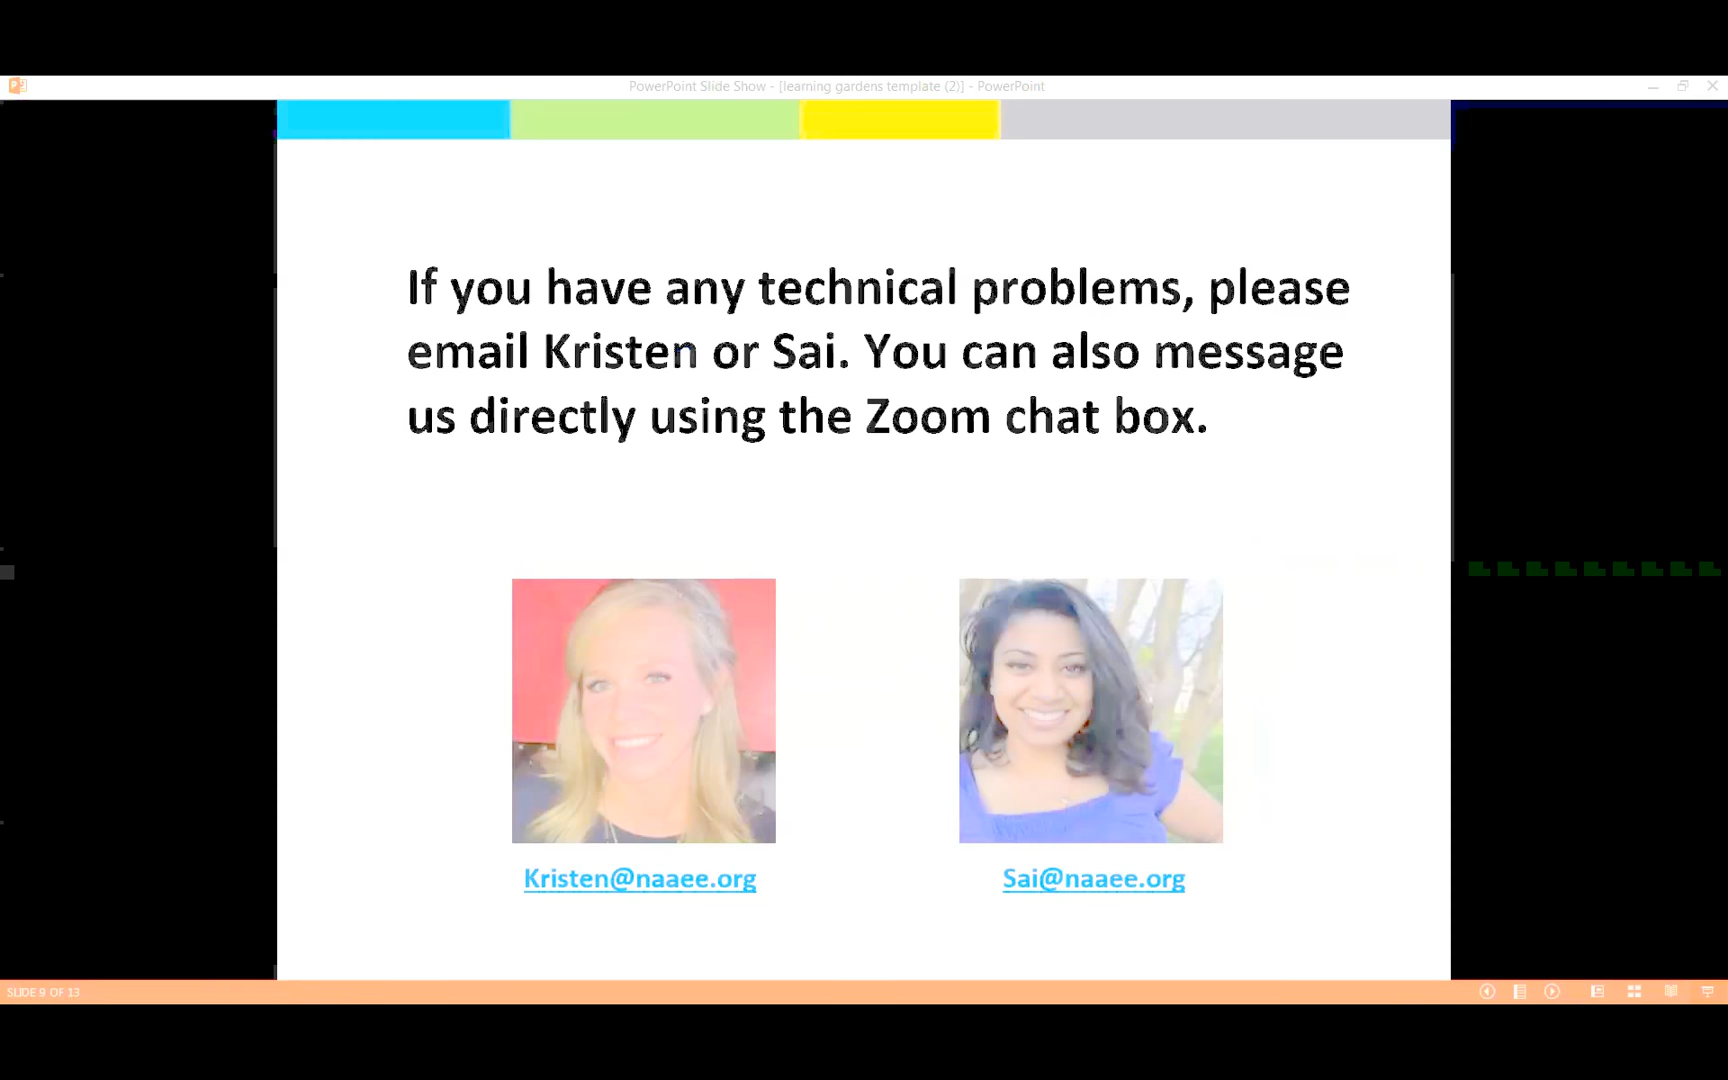 PowerPoint Slide Show - [learning gardens template (2)] - PowerPoint
If you have any technical problems, please
email Kristen or Sai. You can also message
us directly using the Zoom chat box.
Kristen@naaee.org
Sai@naaee.org
SLIDE 9 OF 13